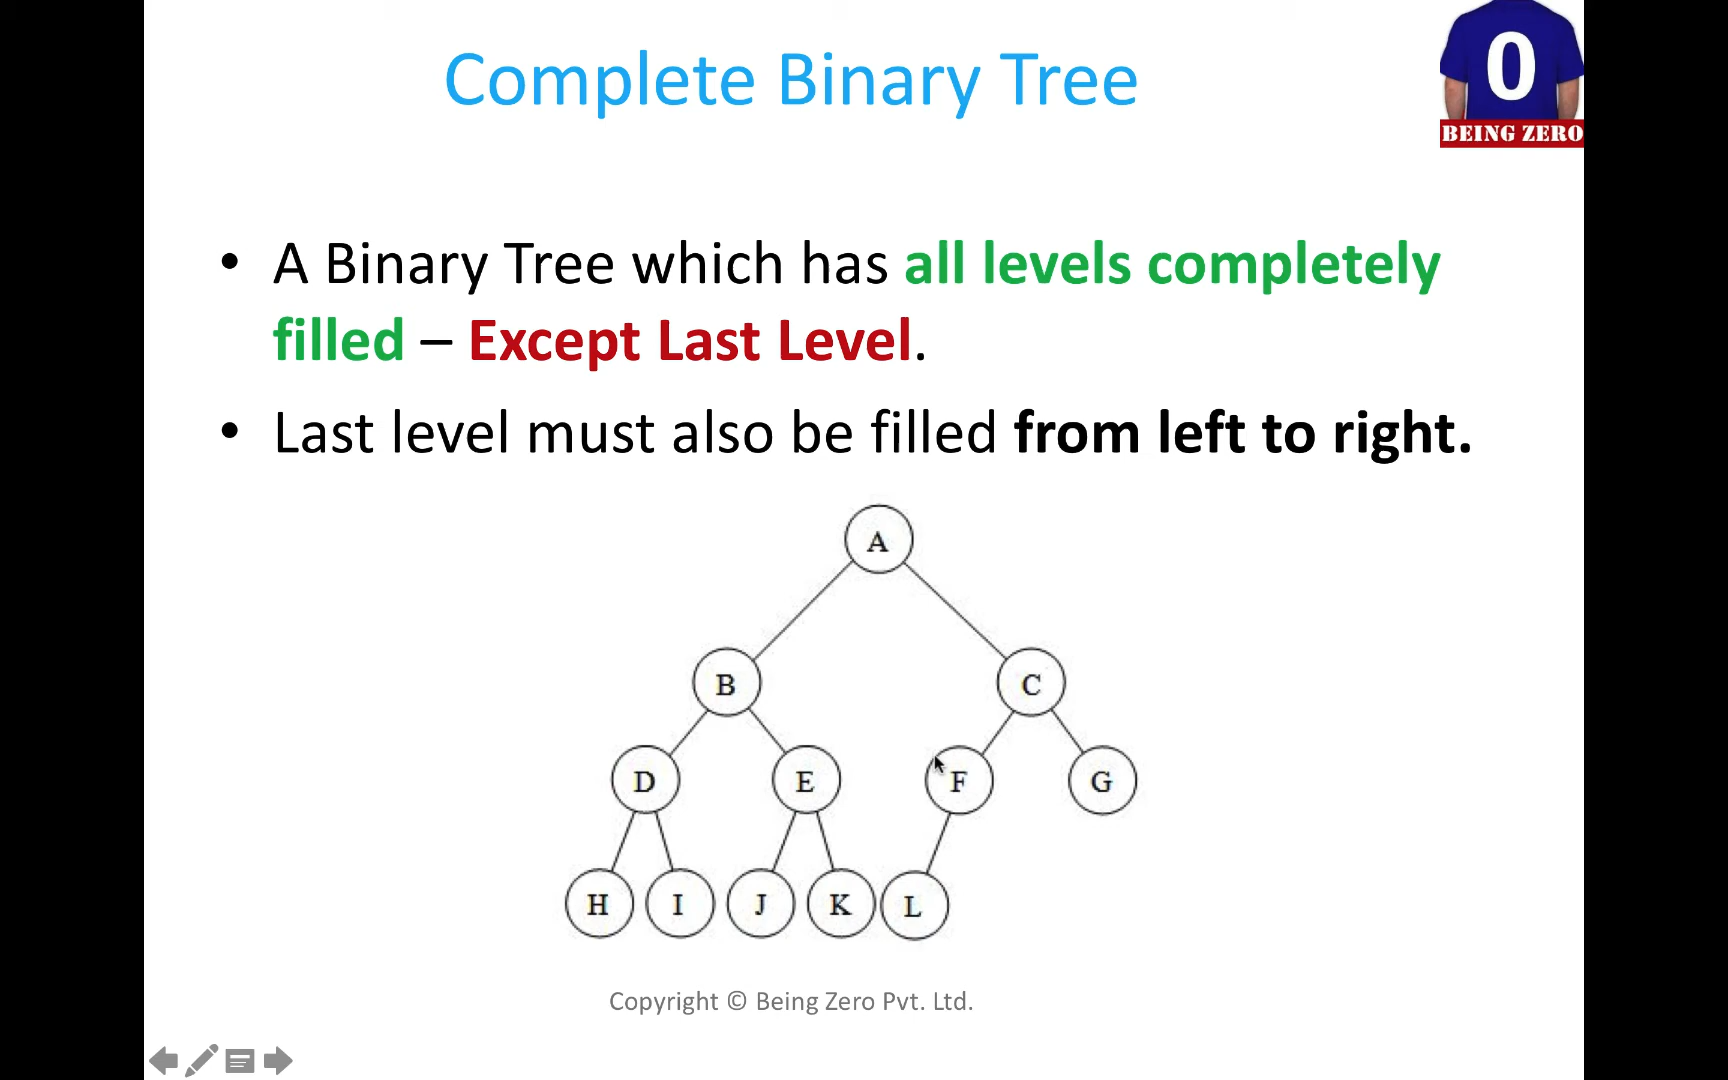 Complete Binary Tree
0
BEING ZERO
• A Binary Tree which has all levels completely
filled – Except Last Level.
• Last level must also be filled from left to right.
A
B C
D E F G
H I J K L
Copyright © Being Zero Pvt. Ltd.